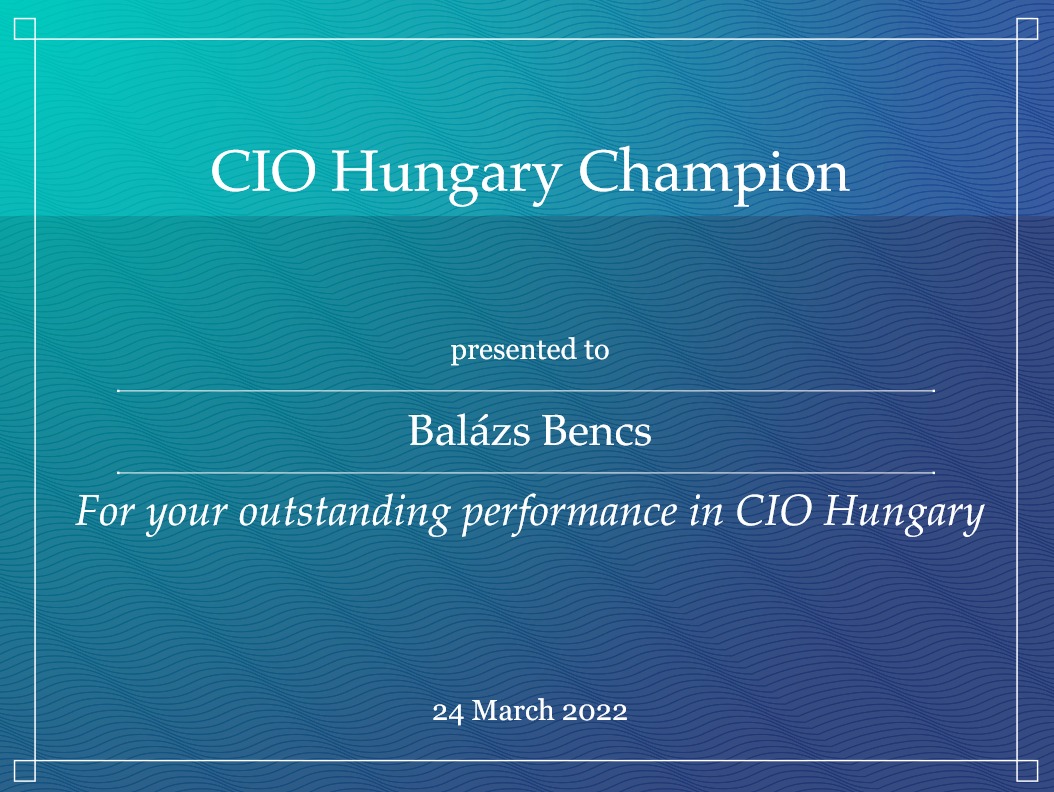 CIO Hungary Champion
presented to
Balázs Bencs
For your outstanding performance in CIO Hungary
24 March 2022